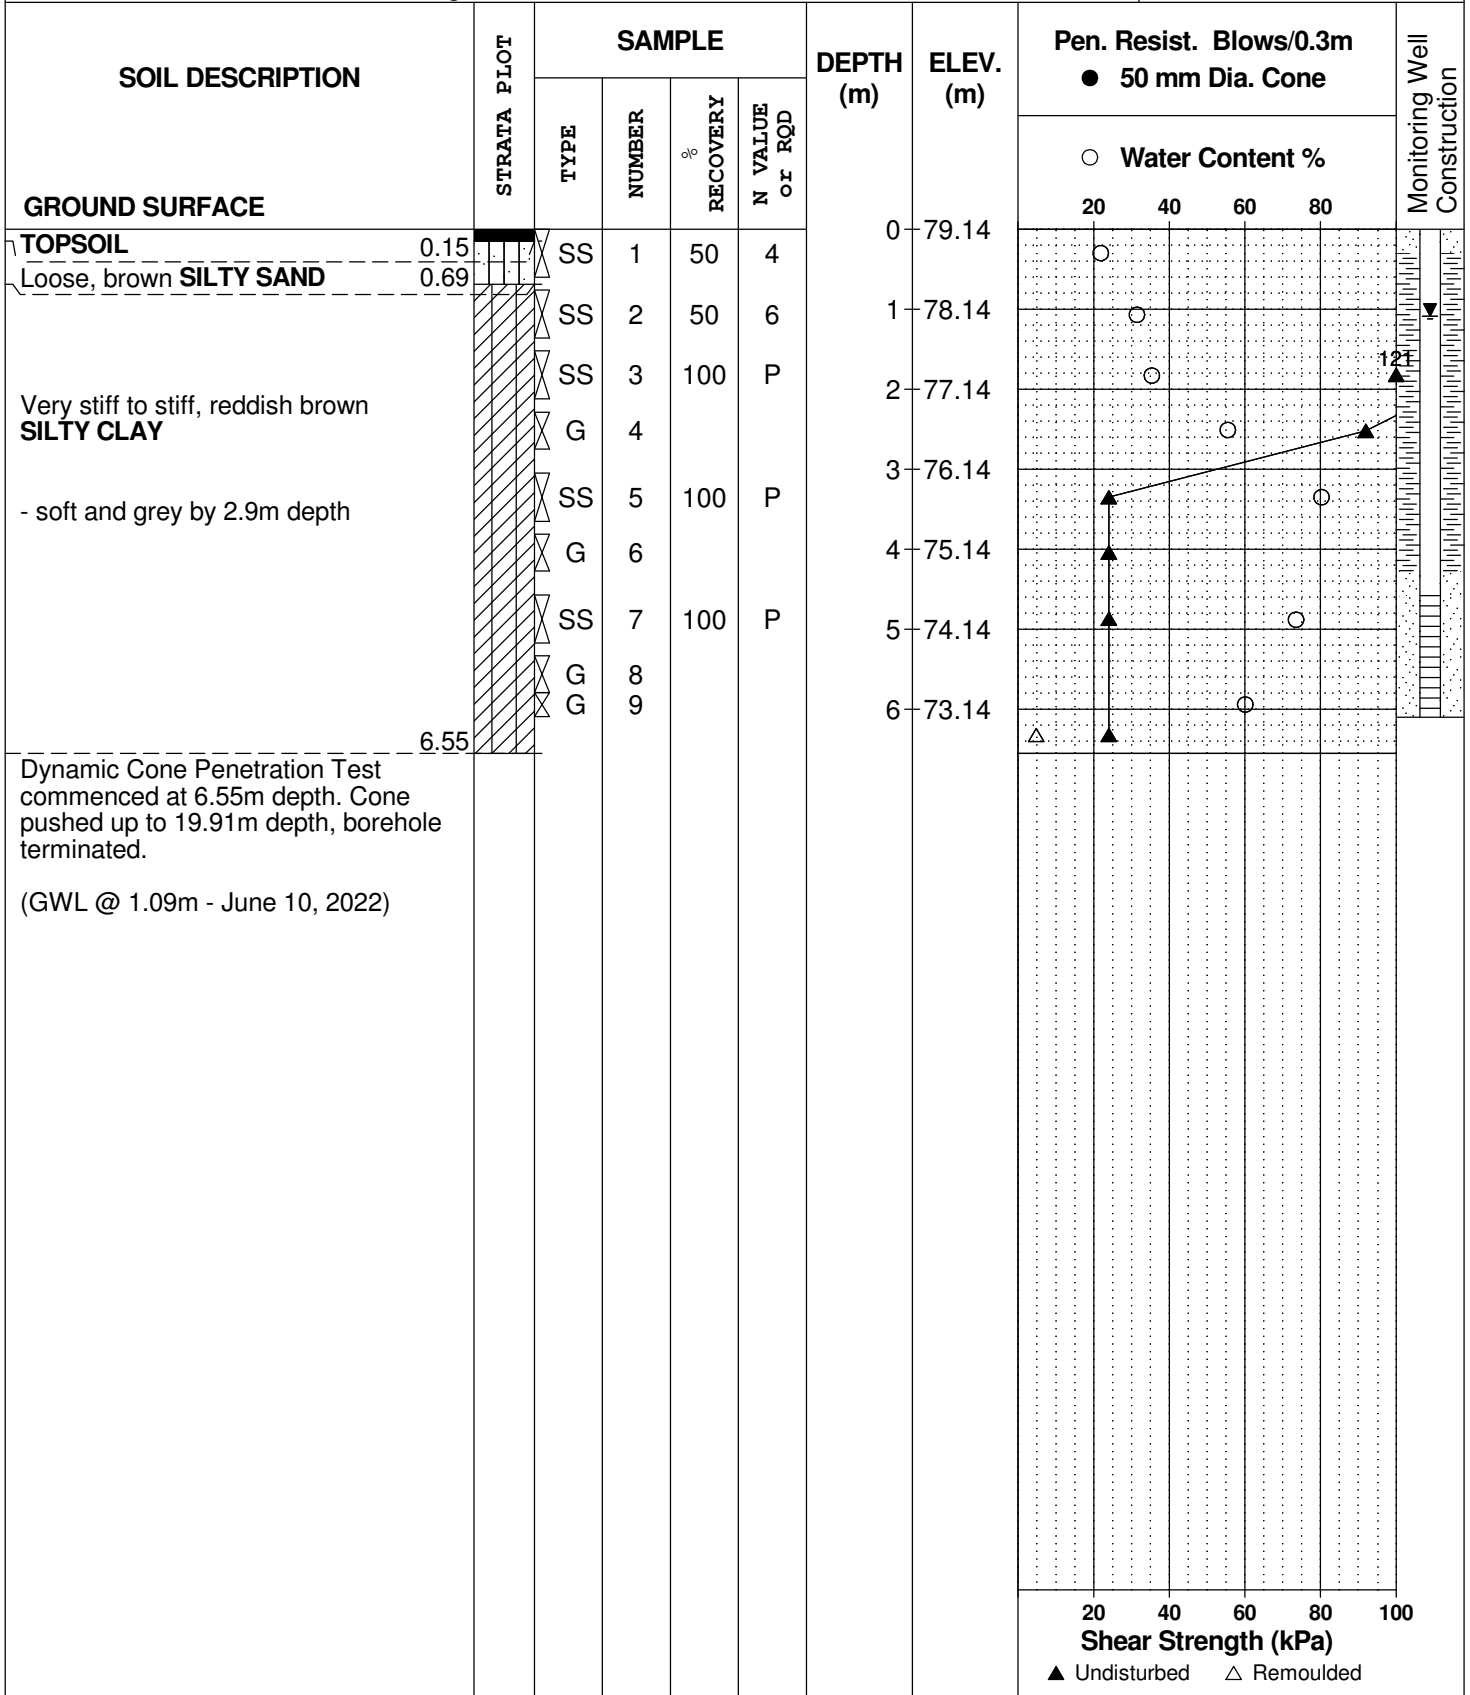 SOIL DESCRIPTION
GROUND SURFACE
STRATA PLOT
SAMPLE
TYPE
NUMBER
% RECOVERY
N VALUE
or RQD
DEPTH
(m)
ELEV.
(m)
Pen. Resist. Blows/0.3m
● 50 mm Dia. Cone
○ Water Content %
20 40 60 80
Monitoring Well
Construction
TOPSOIL 0.15
Loose, brown SILTY SAND 0.69
Very stiff to stiff, reddish brown
SILTY CLAY
- soft and grey by 2.9m depth
6.55
Dynamic Cone Penetration Test
commenced at 6.55m depth. Cone
pushed up to 19.91m depth, borehole
terminated.
(GWL @ 1.09m - June 10, 2022)
SS 1 50 4
SS 2 50 6
SS 3 100 P
G 4
SS 5 100 P
G 6
SS 7 100 P
G 8
G 9
0 79.14
1 78.14
2 77.14
3 76.14
4 75.14
5 74.14
6 73.14
121
20 40 60 80 100
Shear Strength (kPa)
▲ Undisturbed △ Remoulded